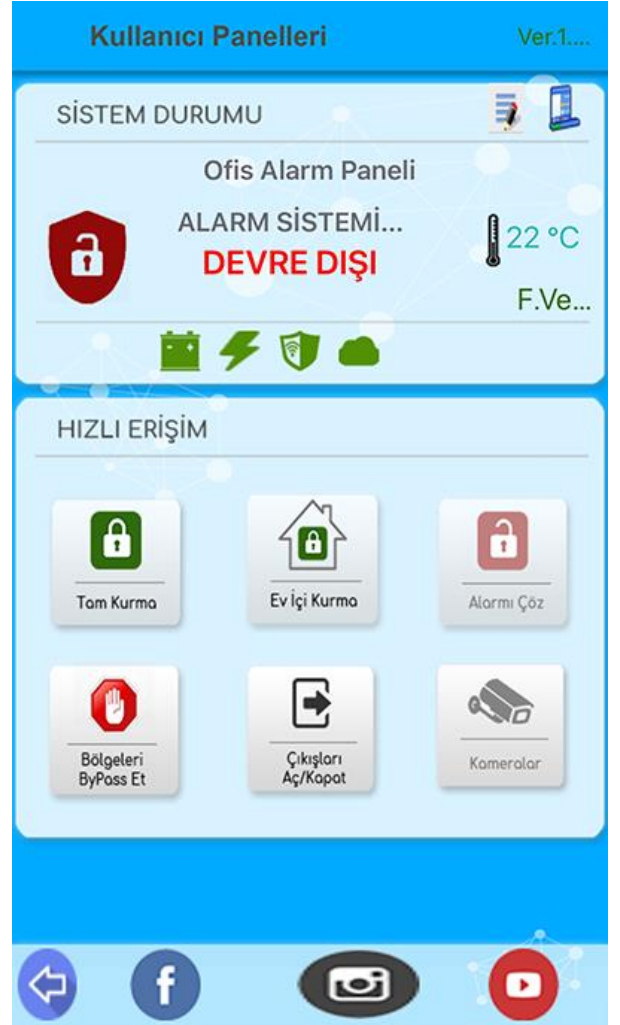 Kullanıcı Panelleri
Ver.1....
SİSTEM DURUMU
Ofis Alarm Paneli
ALARM SİSTEMİ...
DEVRE DIŞI
22 °C
F.Ve...
HIZLI ERİŞİM
Tam Kurma
Ev İçi Kurma
Alarmı Çöz
Bölgeleri
ByPass Et
Çıkışları
Aç/Kapat
Kameralar